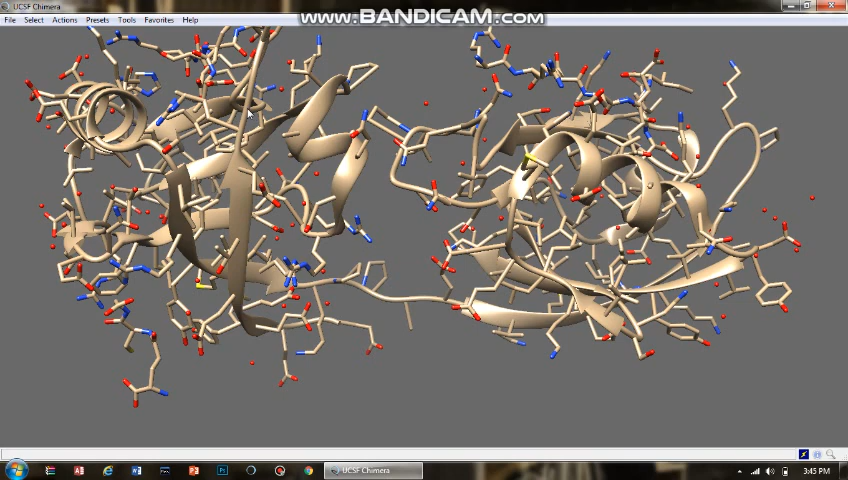 UCSF Chimera
www.BANDICAM.com
File Select Actions Presets Tools Favorites Help
UCSF Chimera
3:45 PM